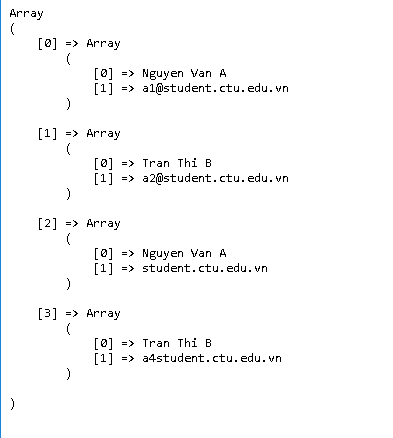 Array
(
    [0] => Array
        (
            [0] => Nguyen Van A
            [1] => a1@student.ctu.edu.vn
        )

    [1] => Array
        (
            [0] => Tran Thi B
            [1] => a2@student.ctu.edu.vn
        )

    [2] => Array
        (
            [0] => Nguyen Van A
            [1] => student.ctu.edu.vn
        )

    [3] => Array
        (
            [0] => Tran Thi B
            [1] => a4student.ctu.edu.vn
        )

)